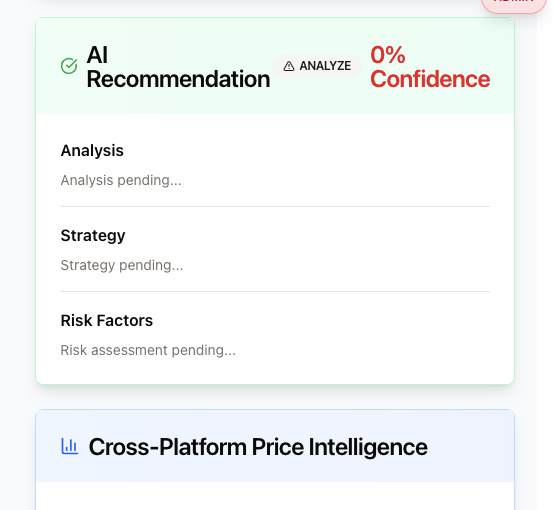 ADMIN
AI
Recommendation
ANALYZE
0%
Confidence
Analysis
Analysis pending...
Strategy
Strategy pending...
Risk Factors
Risk assessment pending...
Cross-Platform Price Intelligence